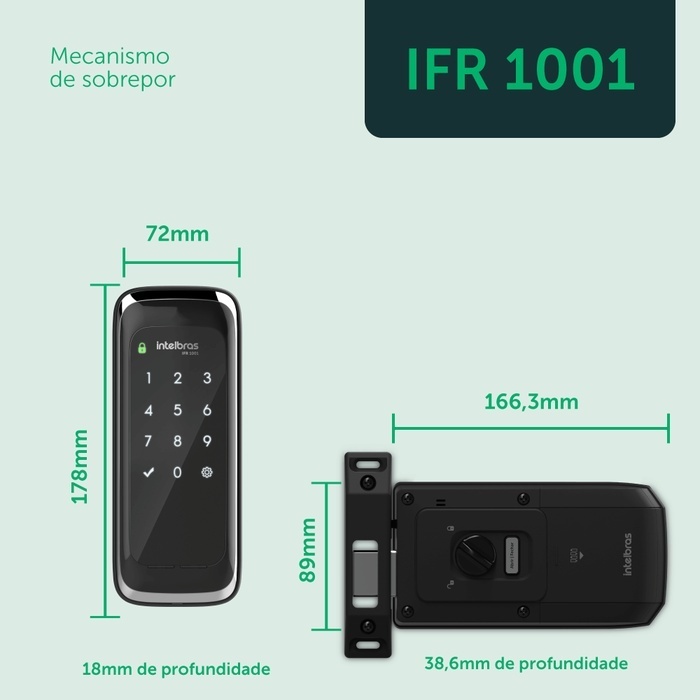 Mecanismo
de sobrepor
IFR 1001
72mm
178mm
intelbras
IFR 1001
1 2 3
4 5 6
7 8 9
0
18mm de profundidade
166,3mm
89mm
intelbras
38,6mm de profundidade